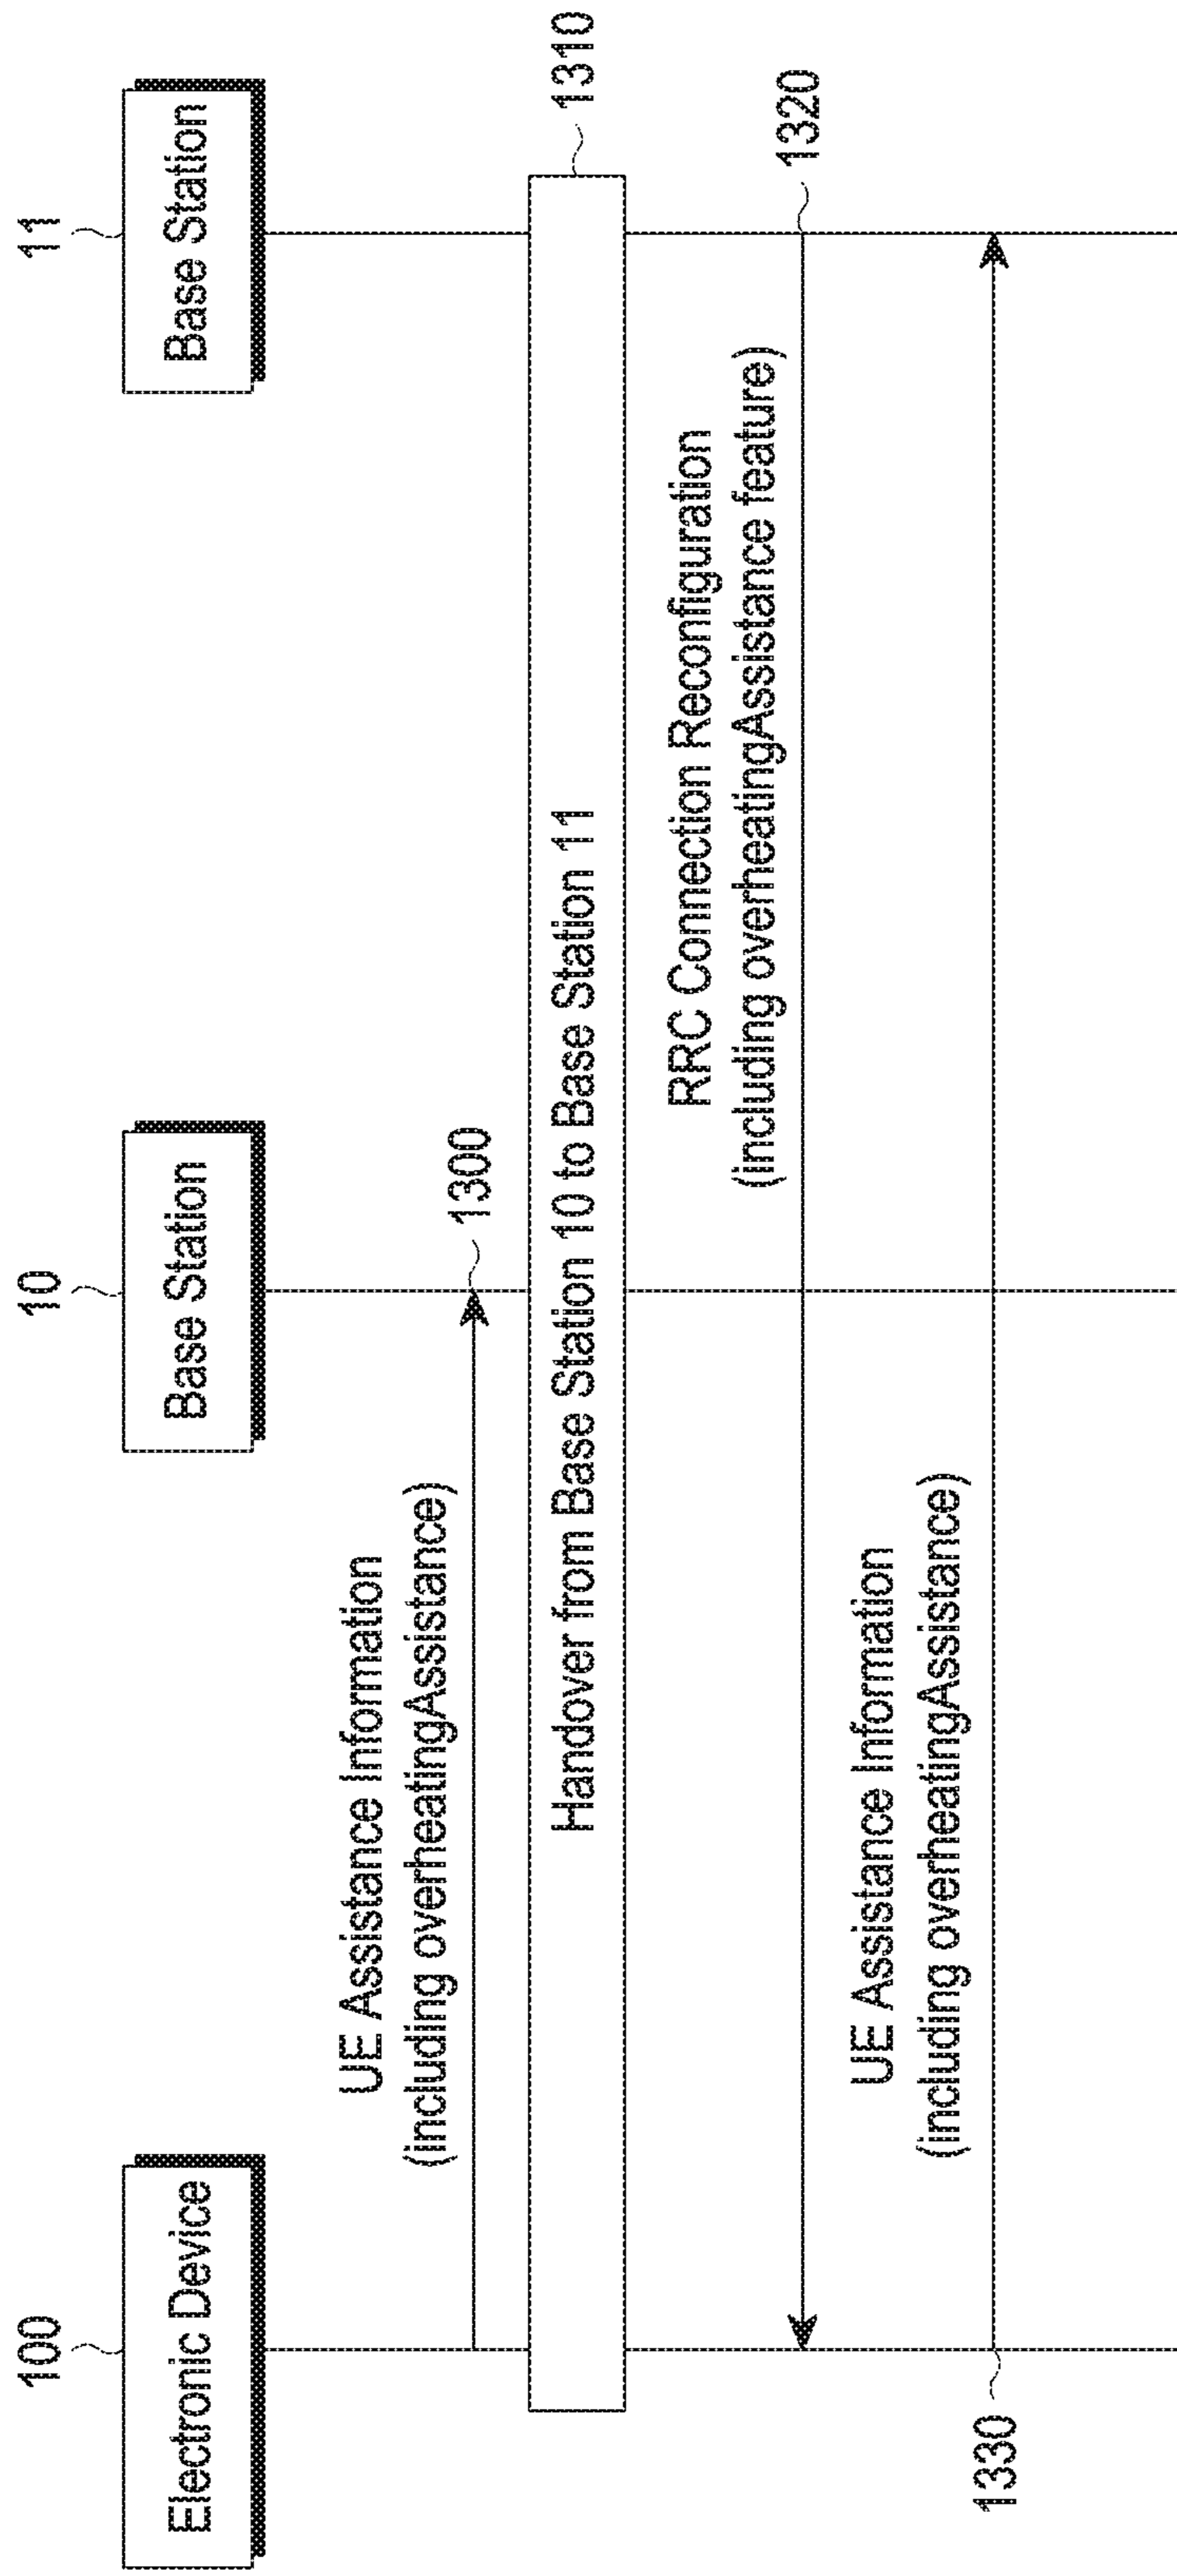 100
10
11
Electronic Device
Base Station
Base Station
UE Assistance Information
(including overheatingAssistance)
1300
Handover from Base Station 10 to Base Station 11
1310
RRC Connection Reconfiguration
(including overheatingAssistance feature)
1320
UE Assistance Information
(including overheatingAssistance)
1330